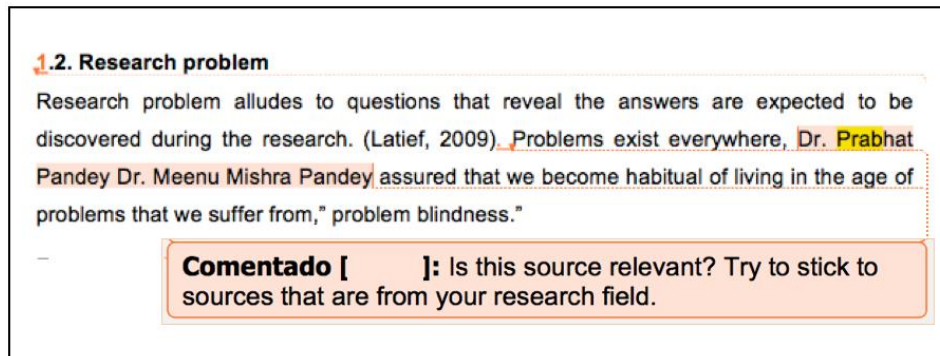 1.2. Research problem
Research problem alludes to questions that reveal the answers are expected to be
discovered during the research. (Latief, 2009). Problems exist everywhere, Dr. Prabhat
Pandey Dr. Meenu Mishra Pandey assured that we become habitual of living in the age of
problems that we suffer from,” problem blindness.”
Comentado [ ]: Is this source relevant? Try to stick to
sources that are from your research field.